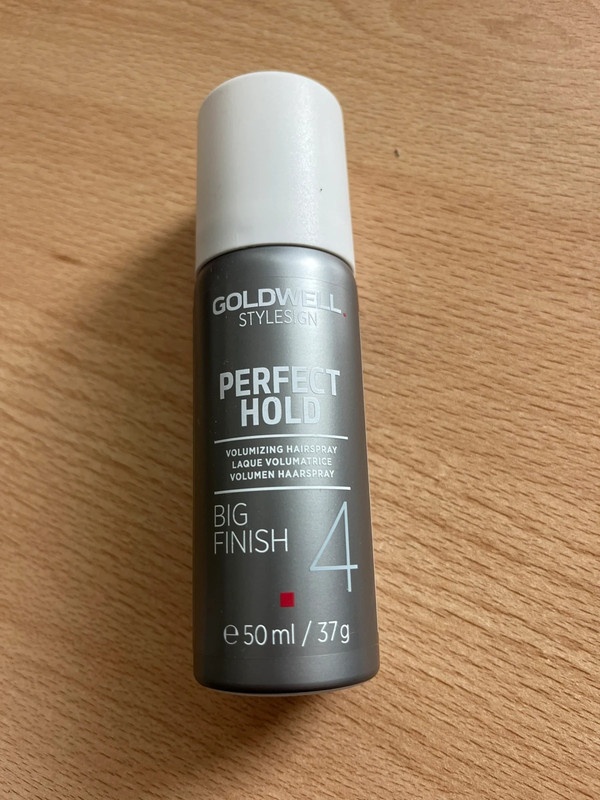 GOLDWELL.
STYLESIGN
PERFECT
HOLD
VOLUMIZING HAIRSPRAY
LAQUE VOLUMATRICE
VOLUMEN HAARSPRAY
BIG
FINISH
4
℮50ml / 37g